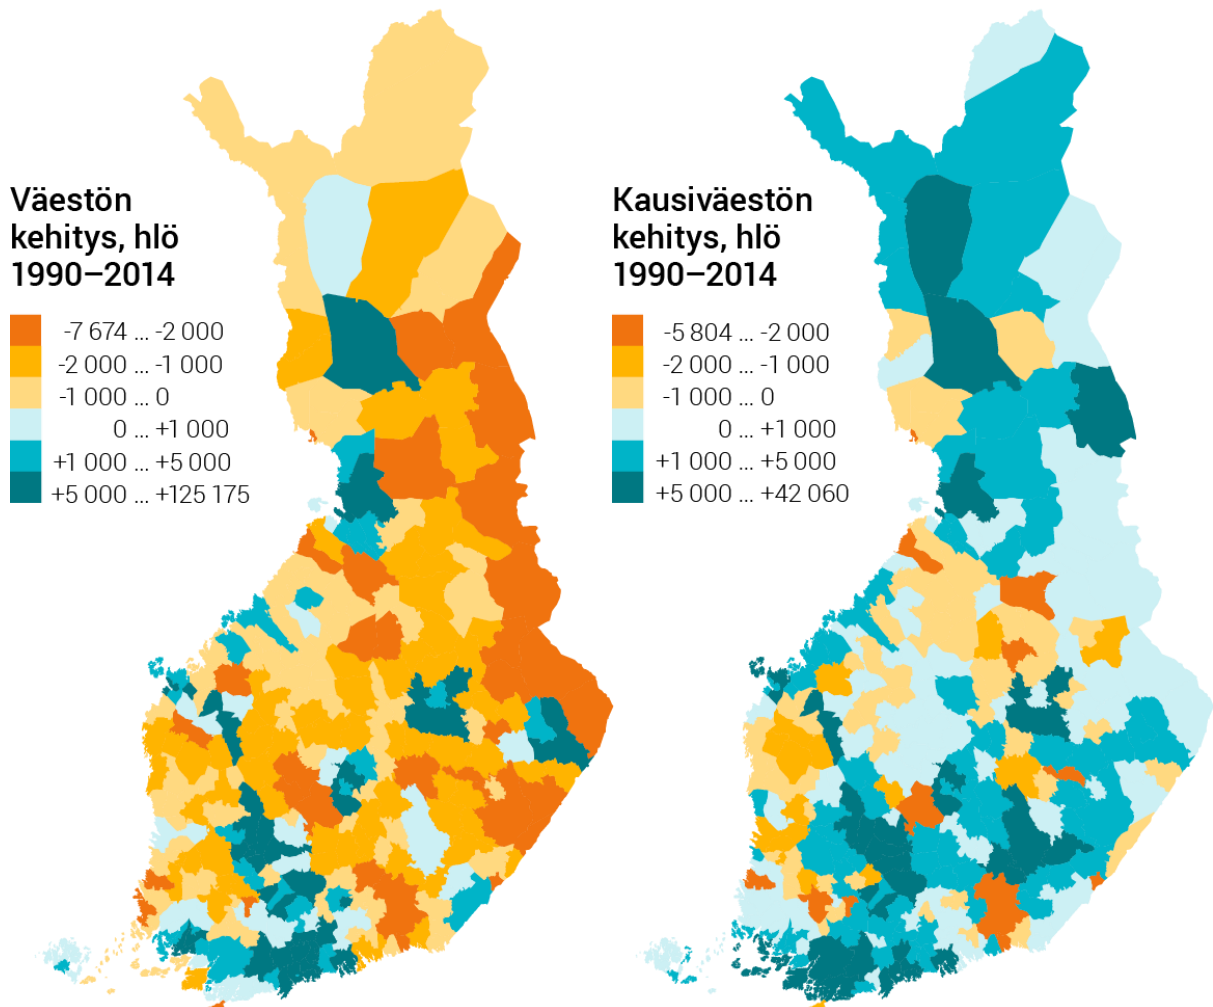 Väestön
kehitys, hlö
1990–2014
-7 674 ... -2 000
-2 000 ... -1 000
-1 000 ... 0
0 ... +1 000
+1 000 ... +5 000
+5 000 ... +125 175
Kausiväestön
kehitys, hlö
1990–2014
-5 804 ... -2 000
-2 000 ... -1 000
-1 000 ... 0
0 ... +1 000
+1 000 ... +5 000
+5 000 ... +42 060